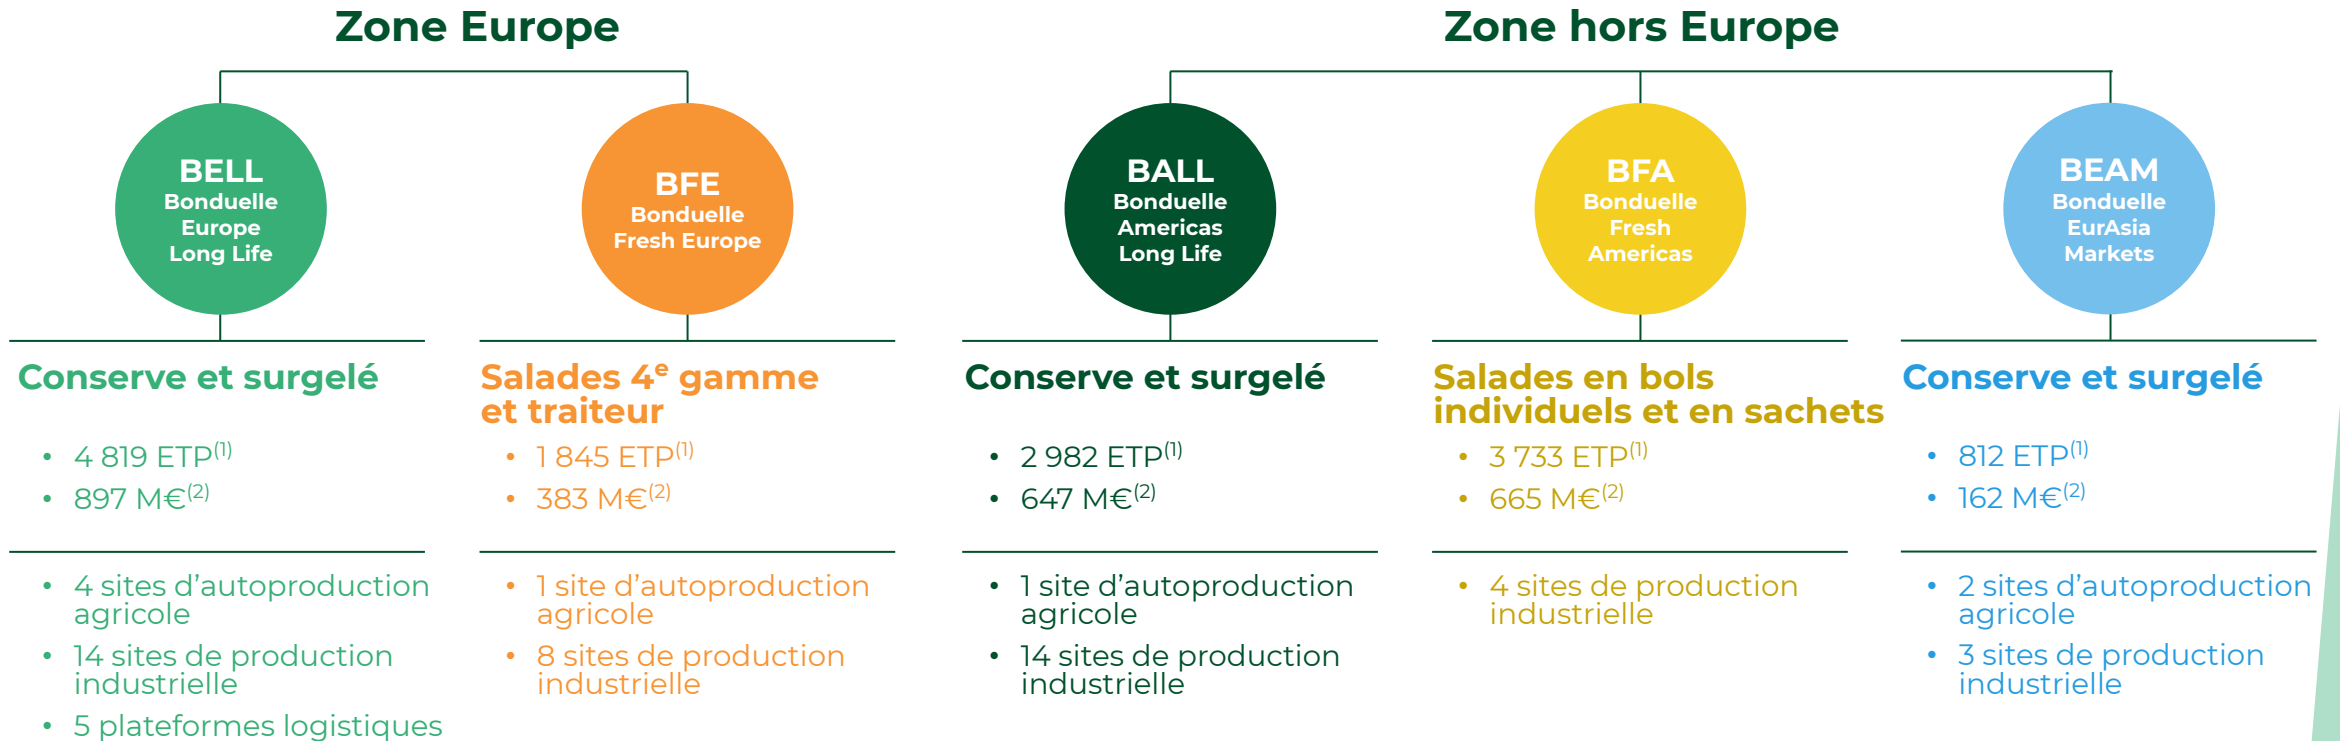 Zone Europe
Zone hors Europe
BELL
Bonduelle
Europe
Long Life
BFE
Bonduelle
Fresh Europe
BALL
Bonduelle
Americas
Long Life
BFA
Bonduelle
Fresh
Americas
BEAM
Bonduelle
EurAsia
Markets
Conserve et surgelé
• 4 819 ETP(1)
• 897 M€(2)
• 4 sites d’autoproduction
agricole
• 14 sites de production
industrielle
• 5 plateformes logistiques
Salades 4e gamme
et traiteur
• 1 845 ETP(1)
• 383 M€(2)
• 1 site d’autoproduction
agricole
• 8 sites de production
industrielle
Conserve et surgelé
• 2 982 ETP(1)
• 647 M€(2)
• 1 site d’autoproduction
agricole
• 14 sites de production
industrielle
Salades en bols
individuels et en sachets
• 3 733 ETP(1)
• 665 M€(2)
• 4 sites de production
industrielle
Conserve et surgelé
• 812 ETP(1)
• 162 M€(2)
• 2 sites d’autoproduction
agricole
• 3 sites de production
industrielle